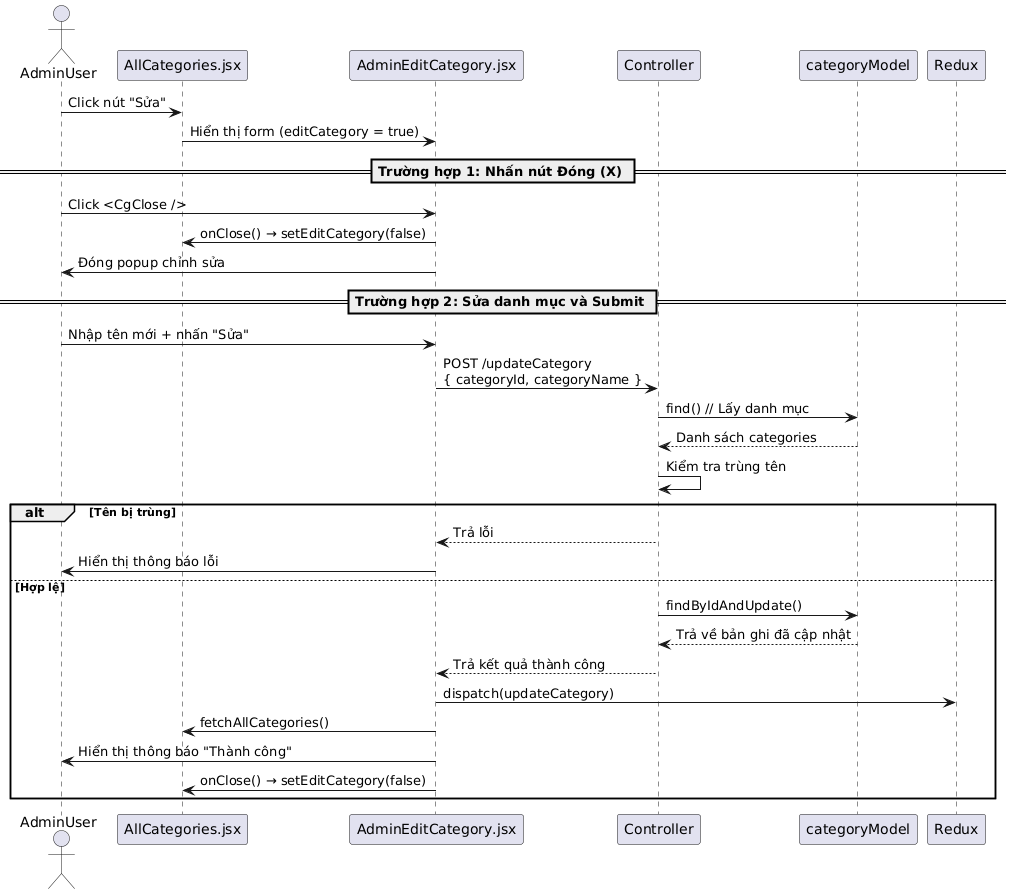 AdminUser
AllCategories.jsx
AdminEditCategory.jsx
Controller
categoryModel
Redux
Click nút "Sửa"
Hiển thị form (editCategory = true)
Trường hợp 1: Nhấn nút Đóng (X)
Click <CgClose />
onClose() → setEditCategory(false)
Đóng popup chỉnh sửa
Trường hợp 2: Sửa danh mục và Submit
Nhập tên mới + nhấn "Sửa"
POST /updateCategory
{ categoryId, categoryName }
find() // Lấy danh mục
Danh sách categories
Kiểm tra trùng tên
alt
[Tên bị trùng]
Trả lỗi
Hiển thị thông báo lỗi
[Hợp lệ]
findByIdAndUpdate()
Trả về bản ghi đã cập nhật
Trả kết quả thành công
dispatch(updateCategory)
fetchAllCategories()
Hiển thị thông báo "Thành công"
onClose() → setEditCategory(false)
AdminUser
AllCategories.jsx
AdminEditCategory.jsx
Controller
categoryModel
Redux